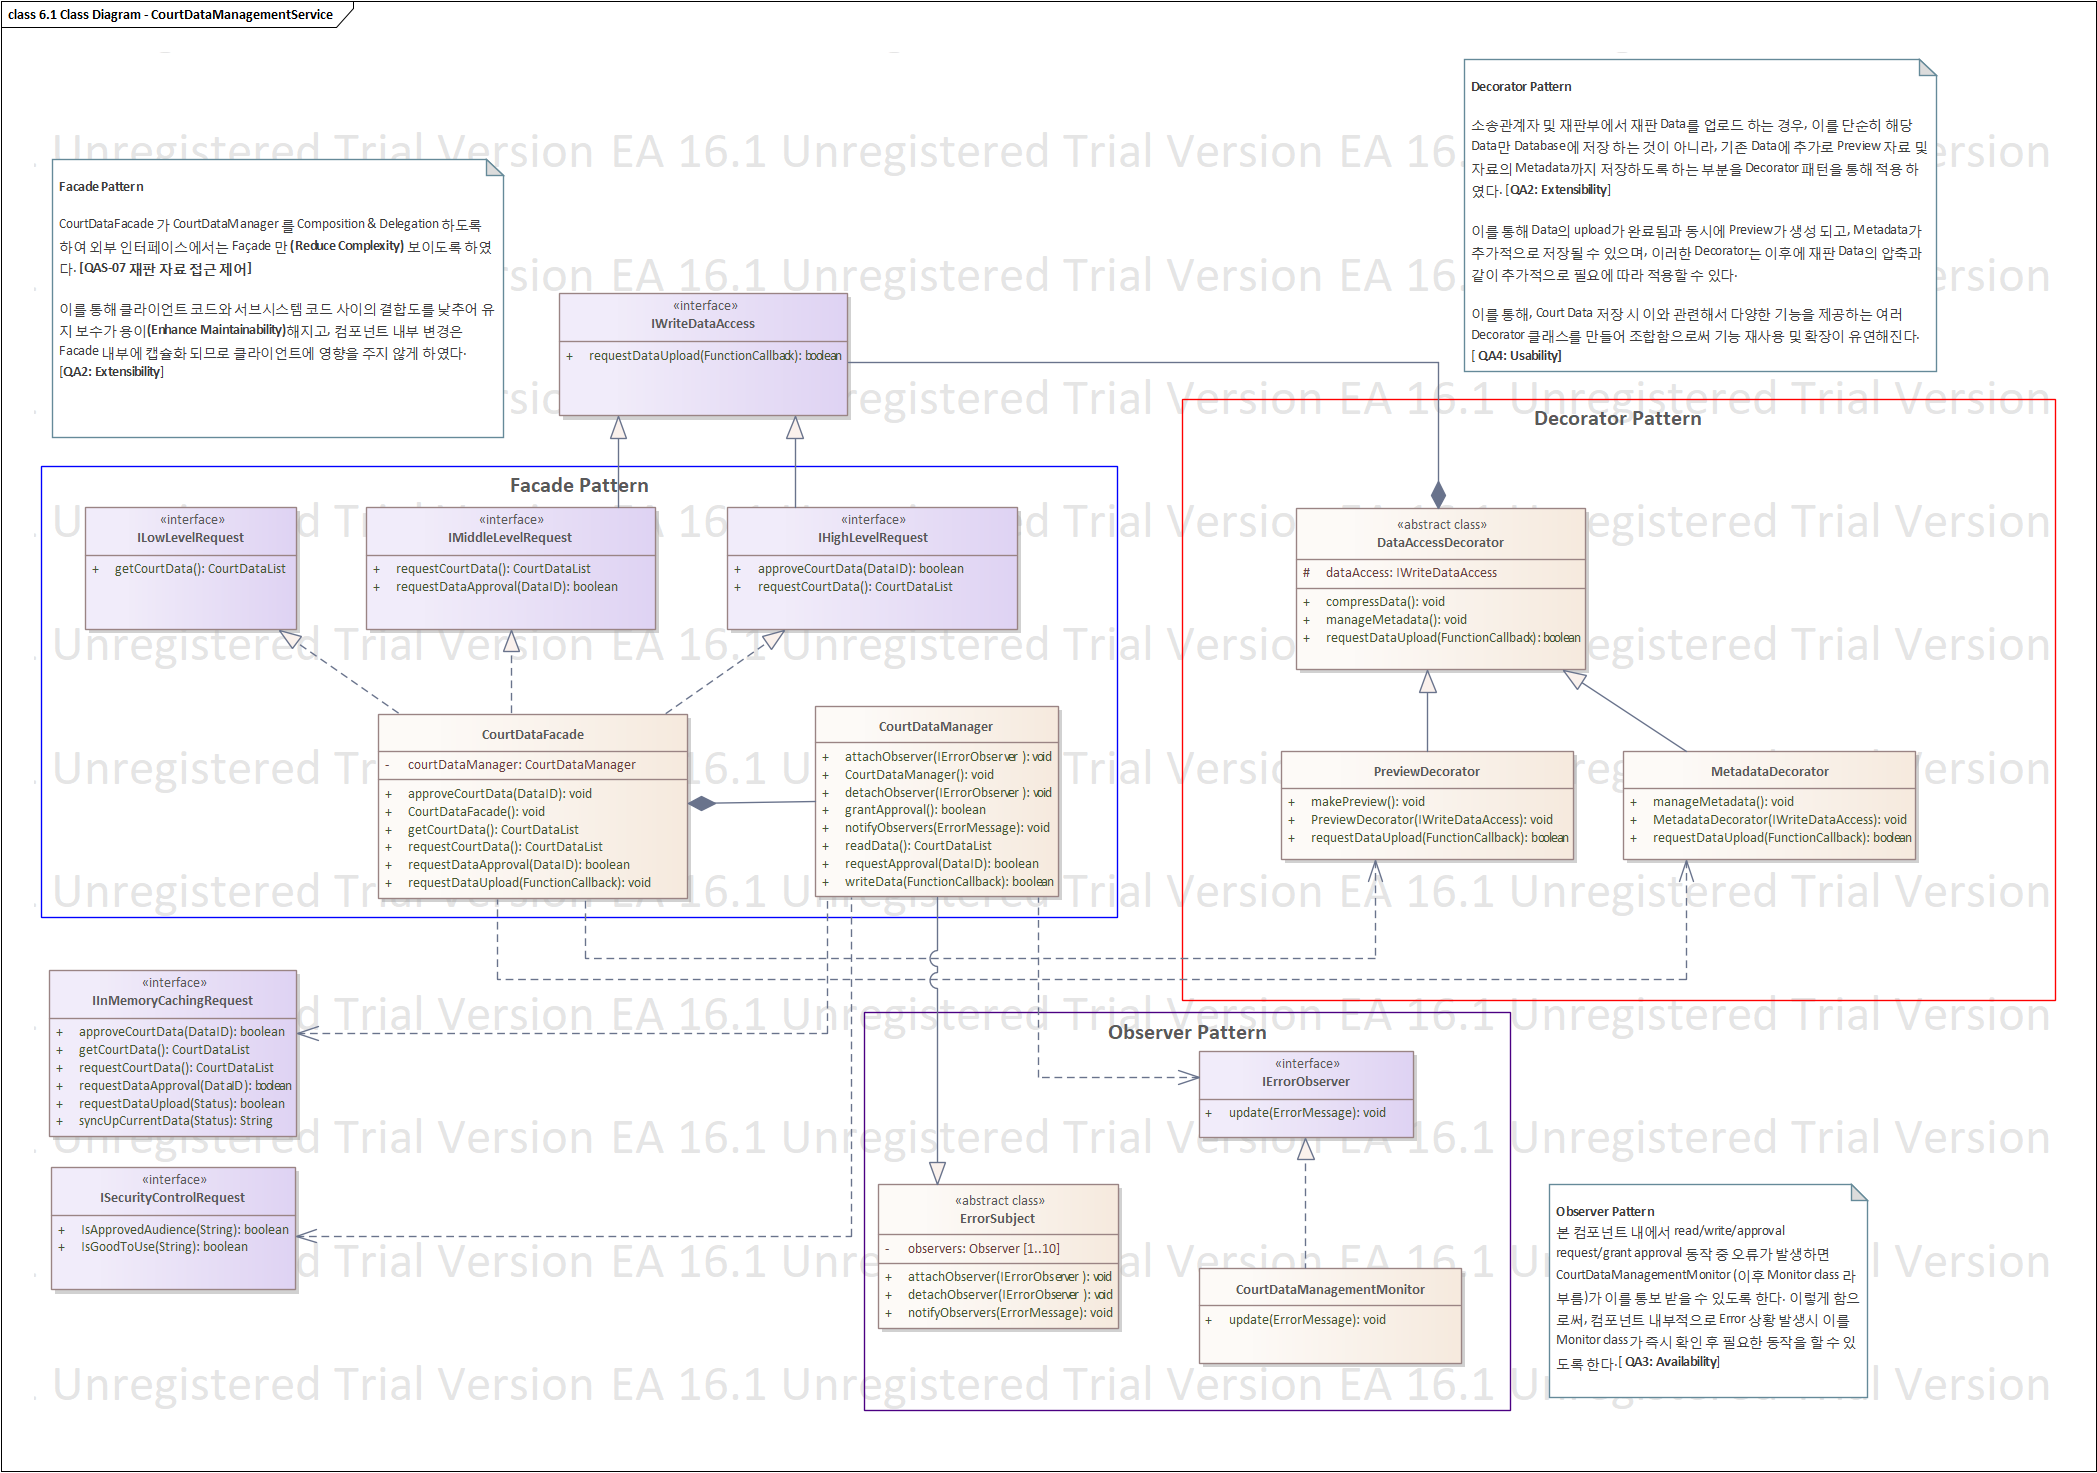 class 6.1 Class Diagram - CourtDataManagementService
Decorator Pattern
소송관계자 및 재판부에서 재판 Data를 업로드 하는 경우, 이를 단순히 해당
Data만 Database에 저장 하는 것이 아니라, 기존 Data에 추가로 Preview 자료 및
자료의 Metadata까지 저장하도록 하는 부분을 Decorator 패턴을 통해 적용 하
였다. [QA2: Extensibility]
이를 통해 Data의 upload가 완료됨과 동시에 Preview가 생성 되고, Metadata가
추가적으로 저장될 수 있으며, 이러한 Decorator는 이후에 재판 Data의 압축과
같이 추가적으로 필요에 따라 적용할 수 있다.
이를 통해, Court Data 저장 시 이와 관련해서 다양한 기능을 제공하는 여러
Decorator 클래스를 만들어 조합함으로써 기능 재사용 및 확장이 유연해진다.
[ QA4: Usability]
Facade Pattern
CourtDataFacade 가 CourtDataManager 를 Composition & Delegation 하도록
하여 외부 인터페이스에서는 Façade 만 (Reduce Complexity) 보이도록 하였
다. [QAS-07 재판 자료 접근 제어]
이를 통해 클라이언트 코드와 서브시스템 코드 사이의 결합도를 낮추어 유
지 보수가 용이(Enhance Maintainability)해지고, 컴포넌트 내부 변경은
Facade 내부에 캡슐화 되므로 클라이언트에 영향을 주지 않게 하였다.
[QA2: Extensibility]
«interface»
IWriteDataAccess
+ requestDataUpload(FunctionCallback): boolean
Facade Pattern
«interface»
ILowLevelRequest
+ getCourtData(): CourtDataList
«interface»
IMiddleLevelRequest
+ requestCourtData(): CourtDataList
+ requestDataApproval(DataID): boolean
«interface»
IHighLevelRequest
+ approveCourtData(DataID): boolean
+ requestCourtData(): CourtDataList
CourtDataFacade
- courtDataManager: CourtDataManager
+ approveCourtData(DataID): void
+ CourtDataFacade(): void
+ getCourtData(): CourtDataList
+ requestCourtData(): CourtDataList
+ requestDataApproval(DataID): boolean
+ requestDataUpload(FunctionCallback): void
CourtDataManager
+ attachObserver(IErrorObserver ): void
+ CourtDataManager(): void
+ detachObserver(IErrorObserver ): void
+ grantApproval(): boolean
+ notifyObservers(ErrorMessage): void
+ readData(): CourtDataList
+ requestApproval(DataID): boolean
+ writeData(FunctionCallback): boolean
Decorator Pattern
«abstract class»
DataAccessDecorator
# dataAccess: IWriteDataAccess
+ compressData(): void
+ manageMetadata(): void
+ requestDataUpload(FunctionCallback): boolean
PreviewDecorator
+ makePreview(): void
+ PreviewDecorator(IWriteDataAccess): void
+ requestDataUpload(FunctionCallback): boolean
MetadataDecorator
+ manageMetadata(): void
+ MetadataDecorator(IWriteDataAccess): void
+ requestDataUpload(FunctionCallback): boolean
«interface»
IInMemoryCachingRequest
+ approveCourtData(DataID): boolean
+ getCourtData(): CourtDataList
+ requestCourtData(): CourtDataList
+ requestDataApproval(DataID): boolean
+ requestDataUpload(Status): boolean
+ syncUpCurrentData(Status): String
«interface»
ISecurityControlRequest
+ IsApprovedAudience(String): boolean
+ IsGoodToUse(String): boolean
Observer Pattern
«interface»
IErrorObserver
+ update(ErrorMessage): void
«abstract class»
ErrorSubject
- observers: Observer [1..10]
+ attachObserver(IErrorObserver ): void
+ detachObserver(IErrorObserver ): void
+ notifyObservers(ErrorMessage): void
CourtDataManagementMonitor
+ update(ErrorMessage): void
Observer Pattern
본 컴포넌트 내에서 read/write/approval
request/grant approval 동작 중 오류가 발생하면
CourtDataManagementMonitor (이후 Monitor class 라
부름)가 이를 통보 받을 수 있도록 한다. 이렇게 함으
로써, 컴포넌트 내부적으로 Error 상황 발생시 이를
Monitor class가 즉시 확인 후 필요한 동작을 할 수 있
도록 한다.[ QA3: Availability]
Unregistered Trial Version EA 16.1 Unregistered Trial Version EA 16.1 Unregistered Trial Version